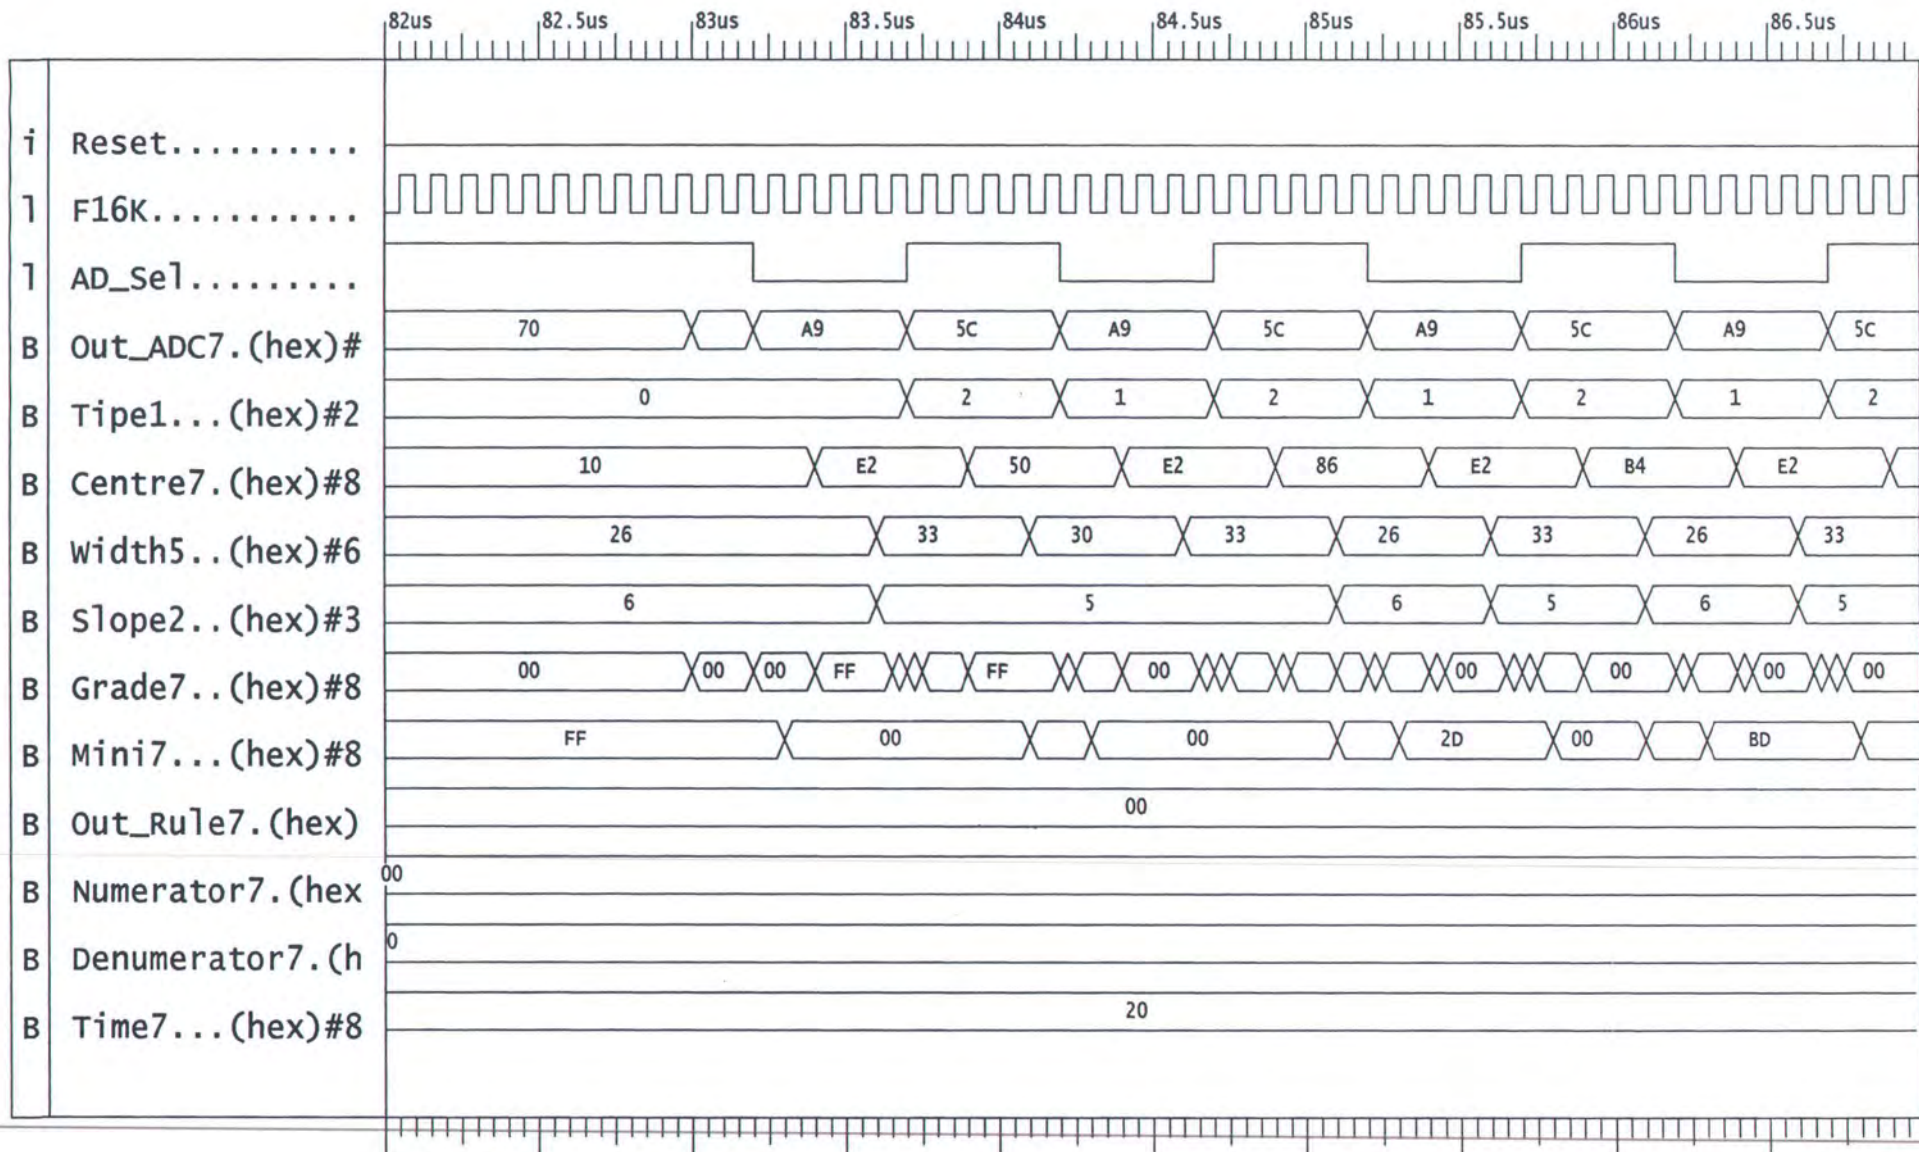 82us 82.5us 83us 83.5us 84us 84.5us 85us 85.5us 86us 86.5us
i Reset..........
l F16K...........
l AD_Sel.........
B Out_ADC7.(hex)# 70 A9 5C A9 5C A9 5C A9 5C
B Tipe1...(hex)#2 0 2 1 2 1 2 1 2
B Centre7.(hex)#8 10 E2 50 E2 86 E2 B4 E2
B Width5..(hex)#6 26 33 30 33 26 33 26 33
B Slope2..(hex)#3 6 5 6 5 6 5
B Grade7..(hex)#8 00 00 00 FF FF 00 00 00 00 00
B Mini7...(hex)#8 FF 00 00 2D 00 BD
B Out_Rule7.(hex) 00
B Numerator7.(hex 00
B Denumerator7.(h 0
B Time7...(hex)#8 20